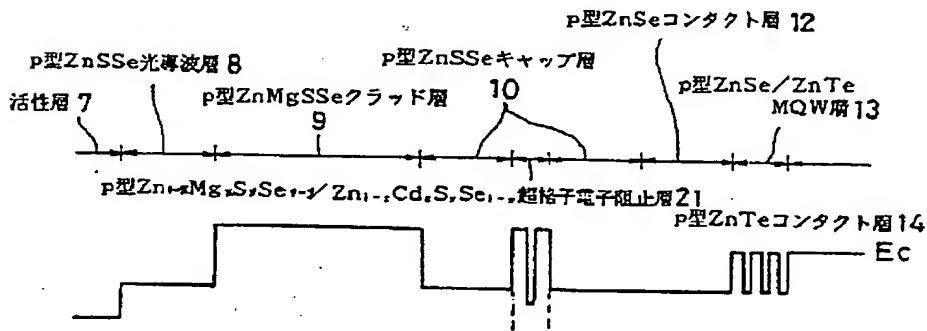 p型ZnSeコンタクト層 12
p型ZnSSe光導波層 8
p型ZnSSeキャップ層
10
活性層 7
p型ZnMgSSeクラッド層
9
p型ZnSe/ZnTe
MQW層 13
p型Zn₁₋ₓMgₓSᵧSe₁₋ᵧ/Zn₁₋zCdzSᵧSe₁₋ᵧ超格子電子阻止層21
p型ZnTeコンタクト層 14
Ec